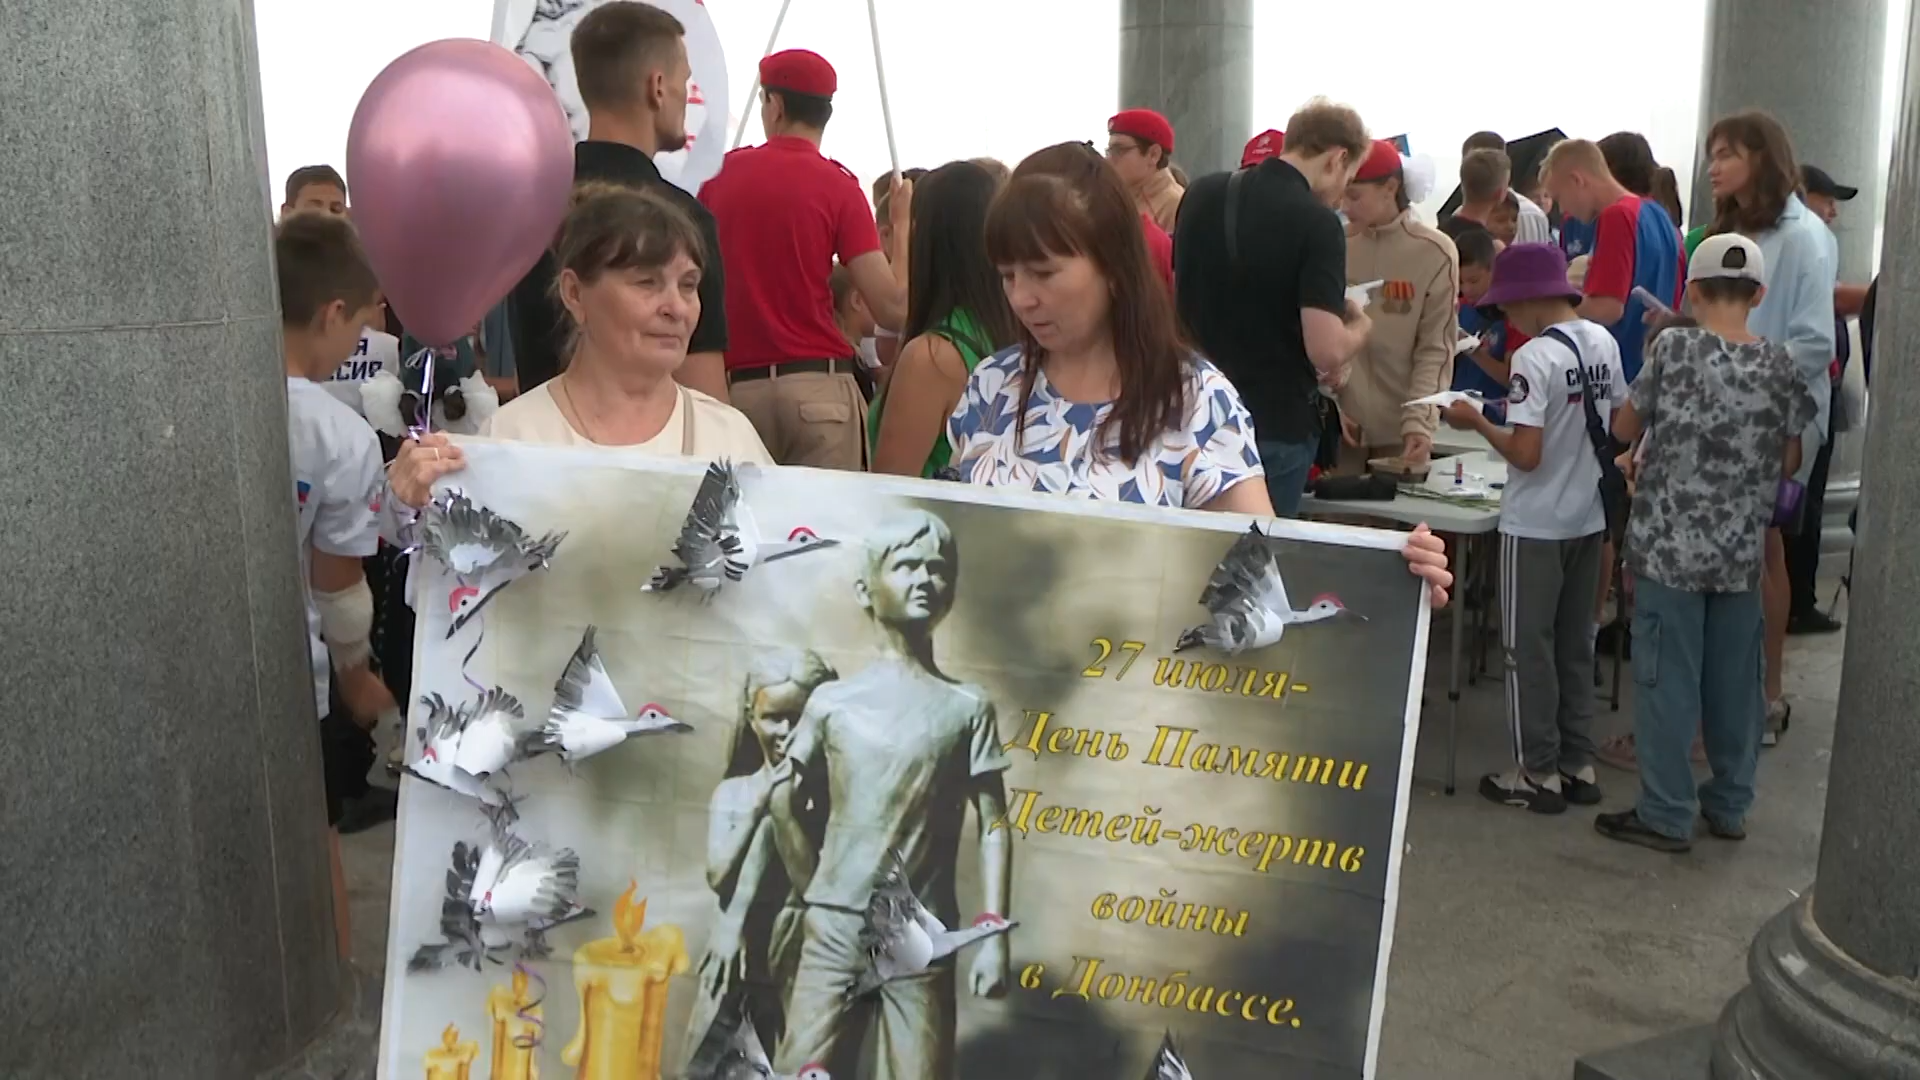 27 июля-
День Памяти
Детей-жертв
войны
в Донбассе.